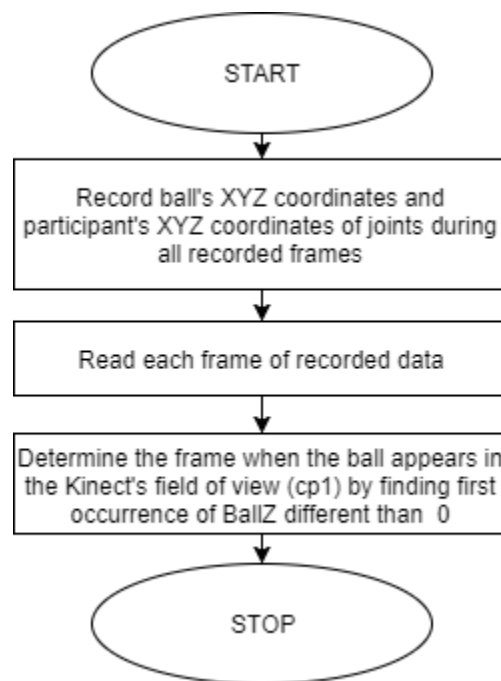 START
Record ball's XYZ coordinates and
participant's XYZ coordinates of joints during
all recorded frames
Read each frame of recorded data
Determine the frame when the ball appears in
the Kinect's field of view (cp1) by finding first
occurrence of BallZ different than 0
STOP